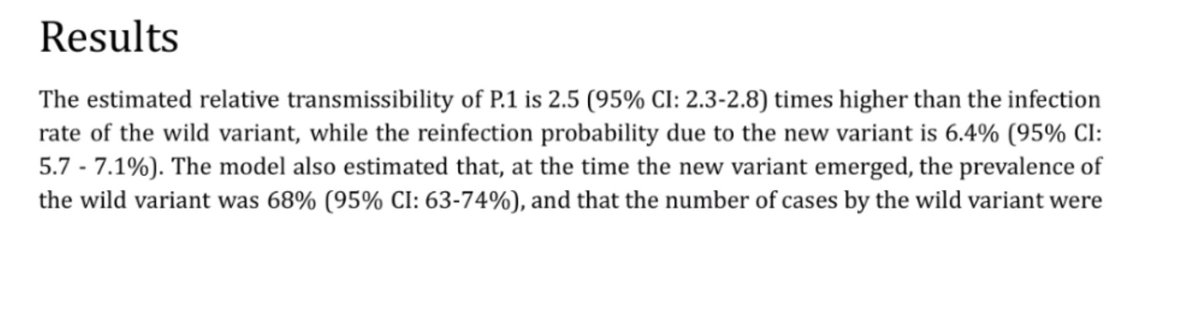 Results
The estimated relative transmissibility of P.1 is 2.5 (95% CI: 2.3-2.8) times higher than the infection
rate of the wild variant, while the reinfection probability due to the new variant is 6.4% (95% CI:
5.7 - 7.1%). The model also estimated that, at the time the new variant emerged, the prevalence of
the wild variant was 68% (95% CI: 63-74%), and that the number of cases by the wild variant were